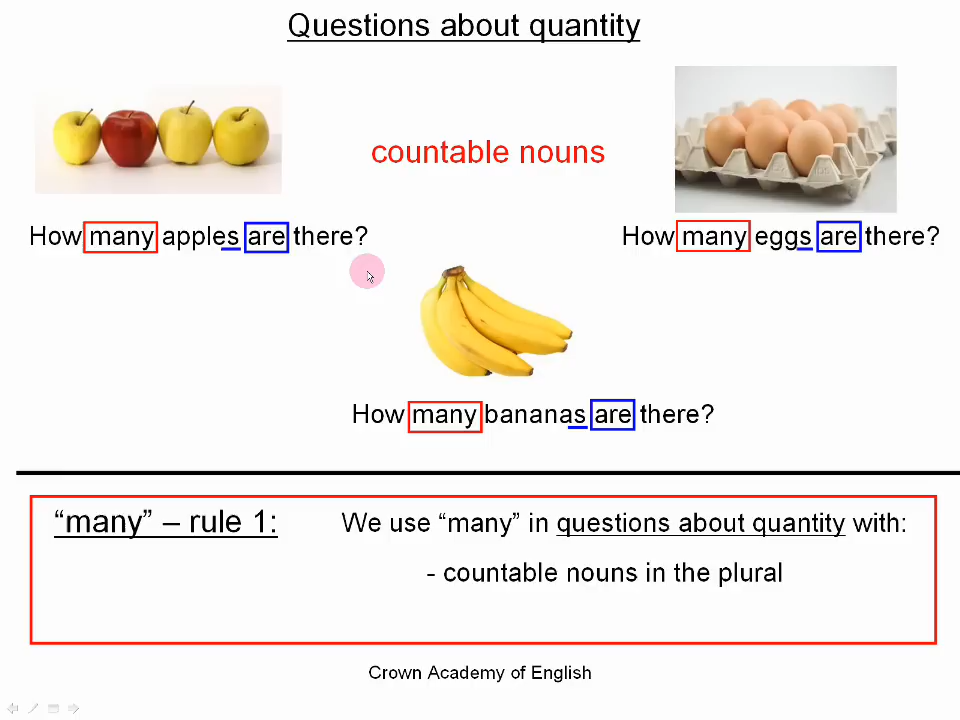 Questions about quantity
countable nouns
How many apples are there?
How many eggs are there?
How many bananas are there?
“many” – rule 1:
We use “many” in questions about quantity with:
- countable nouns in the plural
Crown Academy of English